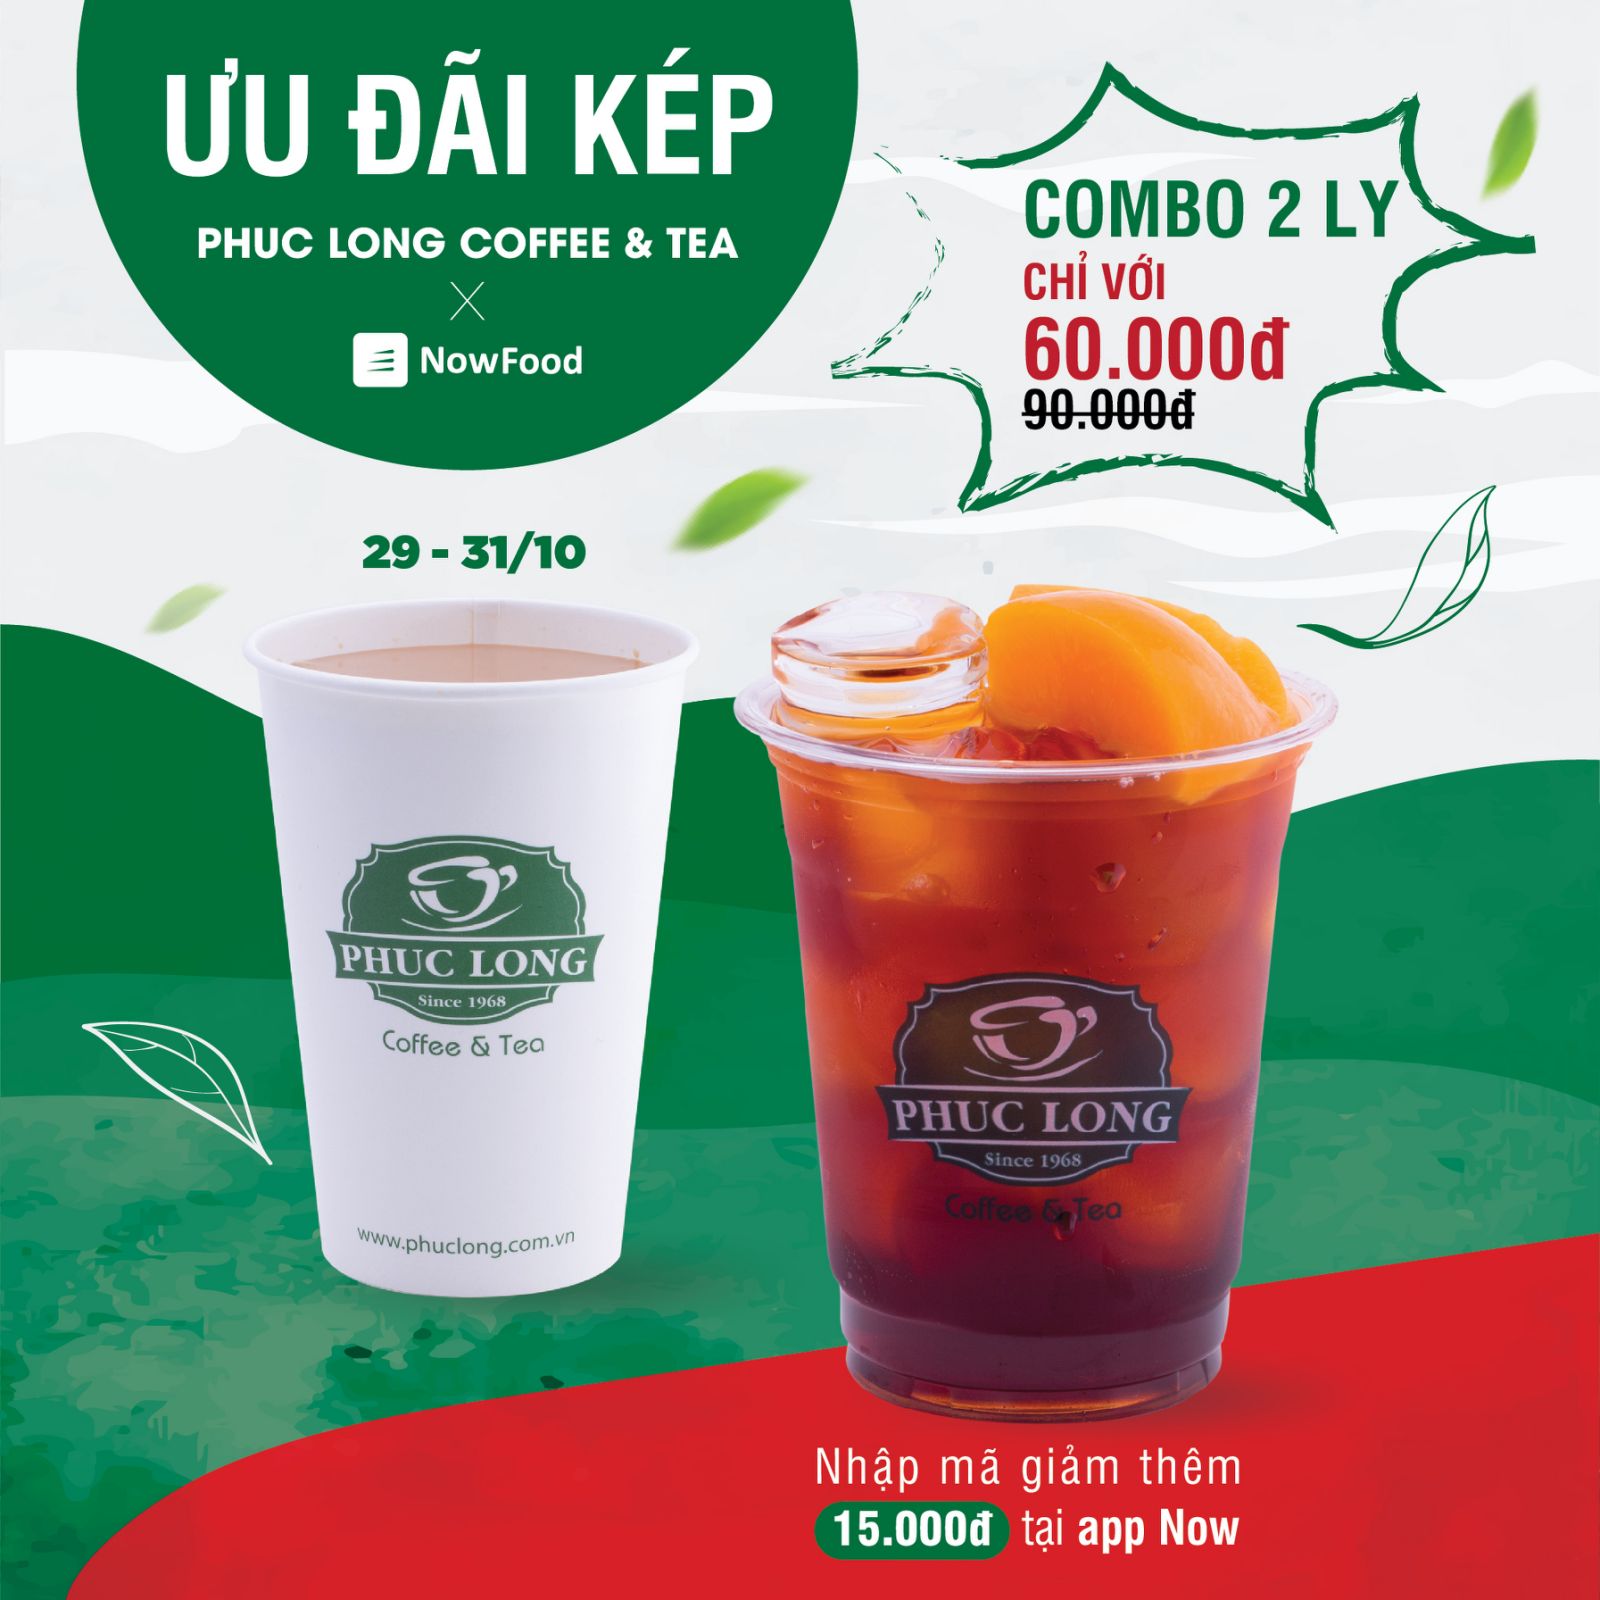 ƯU ĐÃI KÉP
PHUC LONG COFFEE & TEA
X
NowFood
COMBO 2 LY
CHỈ VỚI
60.000đ
90.000đ
29 - 31/10
PHUC LONG
Since 1968
Coffee & Tea
www.phuclong.com.vn
PHUC LONG
Since 1968
Coffee & Tea
Nhập mã giảm thêm
15.000đ tại app Now